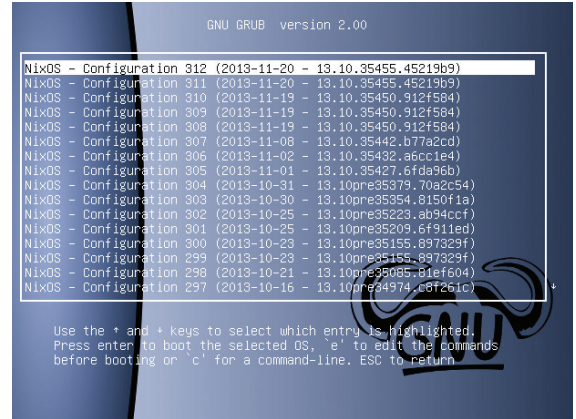 GNU GRUB version 2.00
NixOS - Configuration 312 (2013-11-20 - 13.10.35455.45219b9)
NixOS - Configuration 311 (2013-11-20 - 13.10.35455.45219b9)
NixOS - Configuration 310 (2013-11-19 - 13.10.35450.912f584)
NixOS - Configuration 309 (2013-11-19 - 13.10.35450.912f584)
NixOS - Configuration 308 (2013-11-19 - 13.10.35450.912f584)
NixOS - Configuration 307 (2013-11-08 - 13.10.35442.b77a2cd)
NixOS - Configuration 306 (2013-11-02 - 13.10.35432.a6cc1e4)
NixOS - Configuration 305 (2013-11-01 - 13.10.35427.6fda96b)
NixOS - Configuration 304 (2013-10-31 - 13.10pre35379.70a2c54)
NixOS - Configuration 303 (2013-10-30 - 13.10pre35354.8150f1a)
NixOS - Configuration 302 (2013-10-25 - 13.10pre35223.ab94ccf)
NixOS - Configuration 301 (2013-10-25 - 13.10pre35209.6f911ed)
NixOS - Configuration 300 (2013-10-23 - 13.10pre35155.897329f)
NixOS - Configuration 299 (2013-10-23 - 13.10pre35155.897329f)
NixOS - Configuration 298 (2013-10-21 - 13.10pre35085.81ef604)
NixOS - Configuration 297 (2013-10-16 - 13.10pre34974.c8f261c) ↓
Use the ↑ and ↓ keys to select which entry is highlighted.
Press enter to boot the selected OS, `e' to edit the commands
before booting or `c' for a command-line. ESC to return
GNU